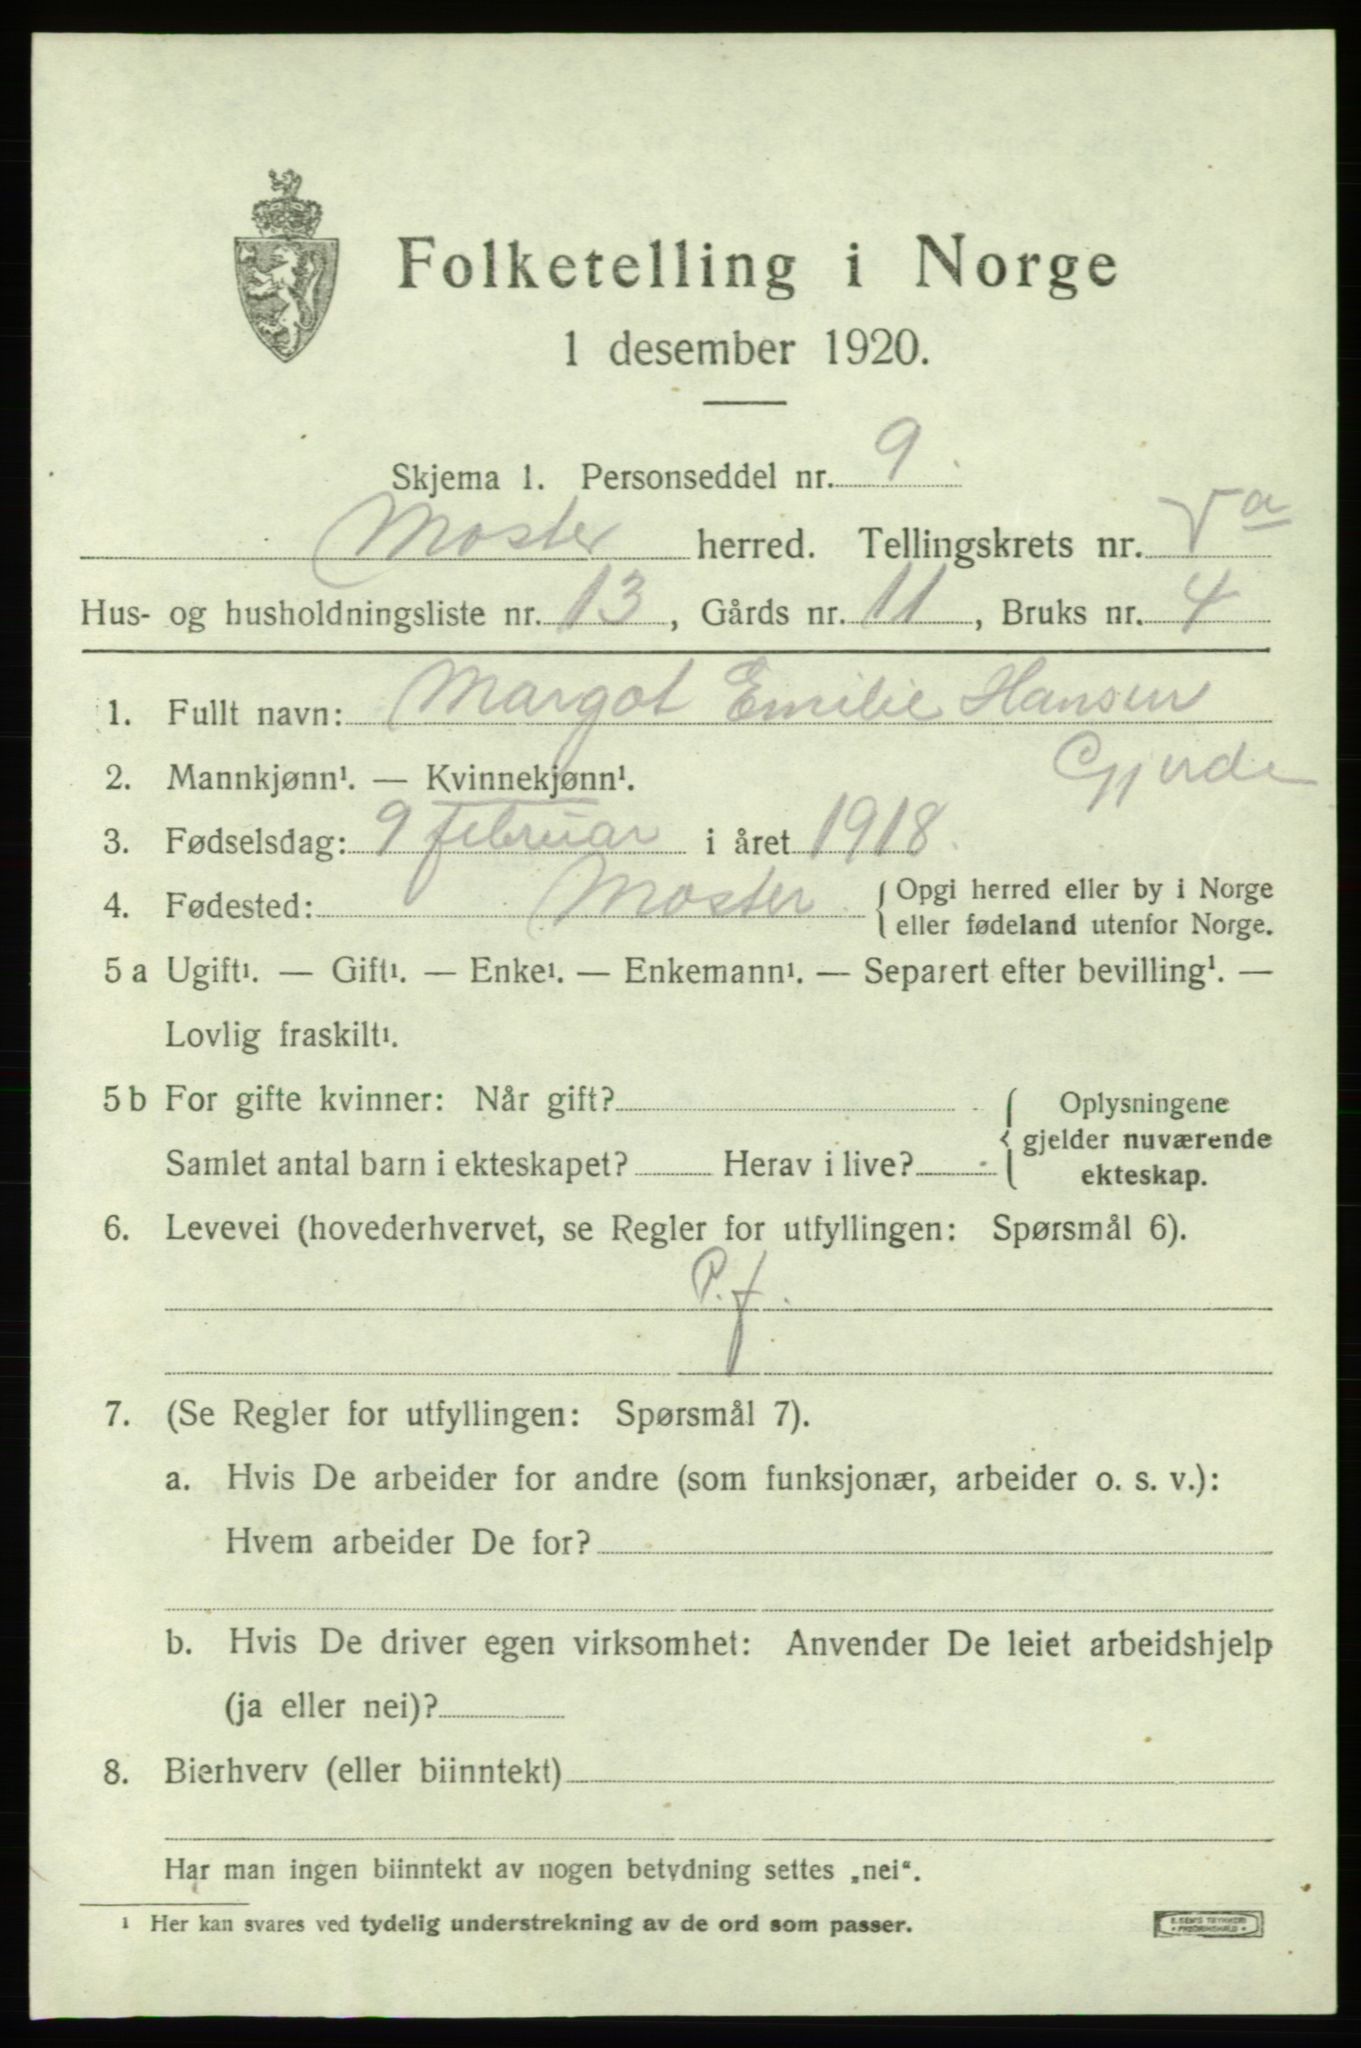 Folketelling i Norge
1 desember 1920.
Skjema 1. Personseddel nr. 9.
Moster herred. Tellingskrets nr. V a
Hus- og husholdningsliste nr. 13, Gårds nr. 11, Bruks nr. 4
1. Fullt navn: Margot Emilie Hansen
Gjerde
2. Mannkjønn¹. — Kvinnekjønn¹.
3. Fødselsdag: 9 februar i året 1918.
4. Fødested: Moster. { Opgi herred eller by i Norge
eller fødeland utenfor Norge.
5 a Ugift¹. — Gift¹. — Enke¹. — Enkemann¹. — Separert efter bevilling¹. —
Lovlig fraskilt¹.
5 b For gifte kvinner: Når gift? { Oplysningene
gjelder nuværende
Samlet antal barn i ekteskapet? Herav i live?
ekteskap.
6. Levevei (hovederhvervet, se Regler for utfyllingen: Spørsmål 6).
P. f.
7. (Se Regler for utfyllingen: Spørsmål 7).
a. Hvis De arbeider for andre (som funksjonær, arbeider o. s. v.):
Hvem arbeider De for?
b. Hvis De driver egen virksomhet: Anvender De leiet arbeidshjelp
(ja eller nei)?
8. Bierhverv (eller biinntekt)
Har man ingen biinntekt av nogen betydning settes „nei“.
¹ Her kan svares ved tydelig understrekning av de ord som passer.